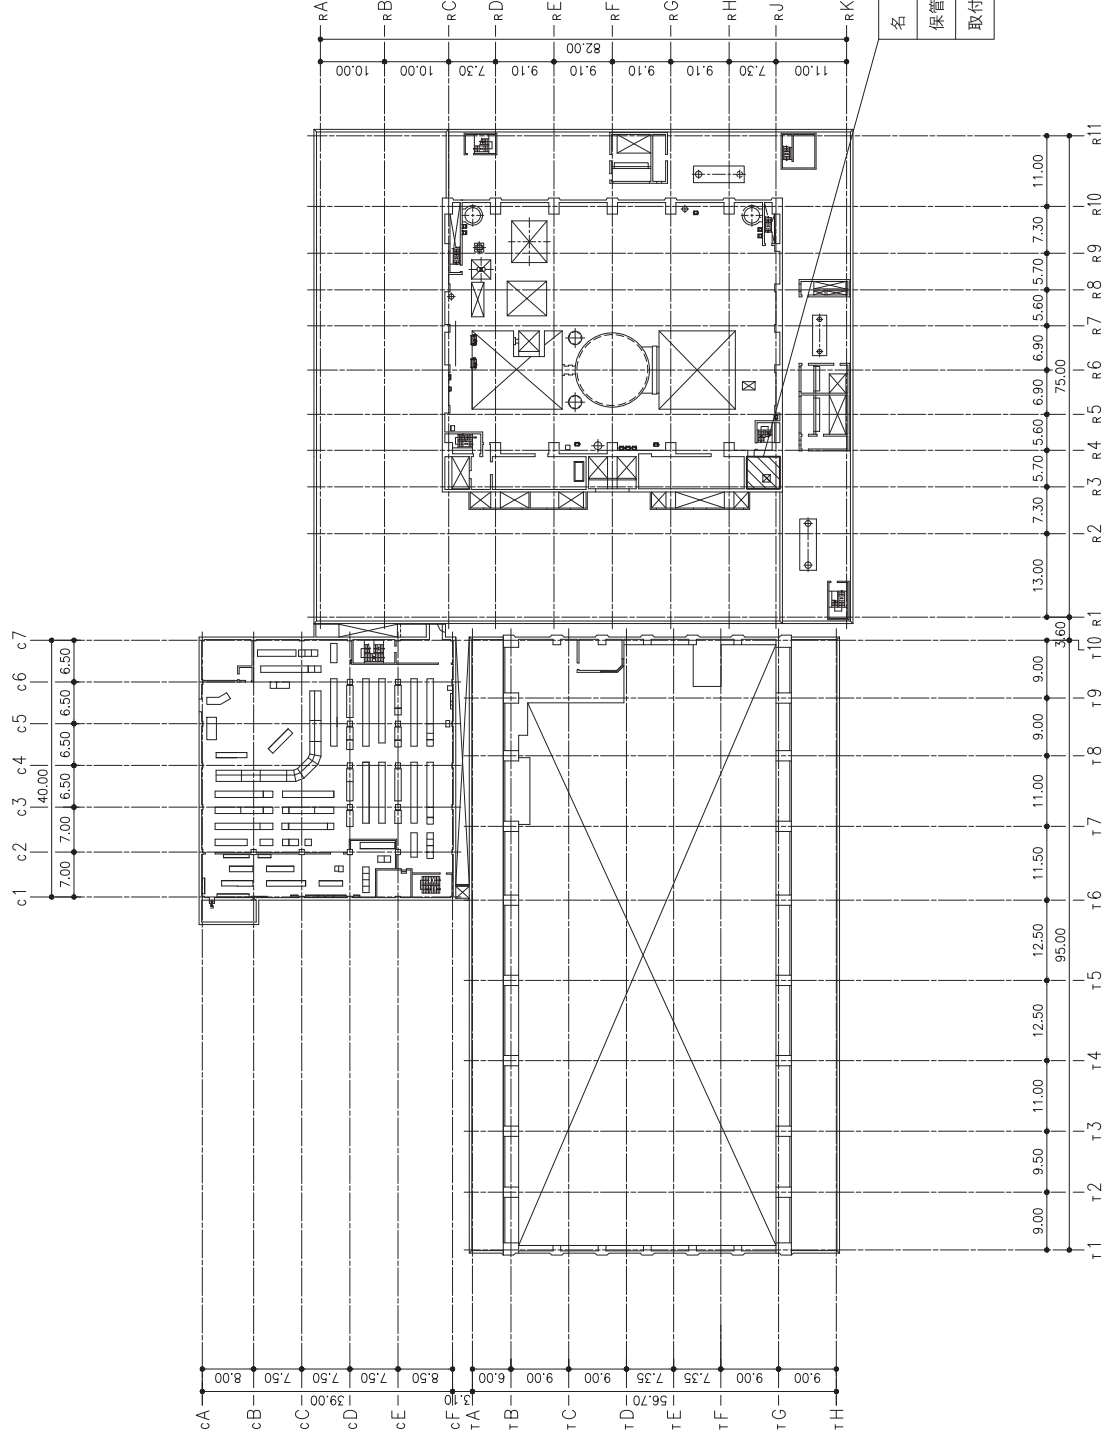 RA
RB
RC
RD
RE
RF
RG
RH
RJ
RK
82.00
10.00
10.00
7.30
9.10
9.10
9.10
9.10
7.30
11.00
名
保管
取付
R11
R10
R9
R8
R7
R6
R5
R4
R3
R2
R1
11.00
7.30
5.70
5.60
6.90
6.90
5.60
5.70
7.30
13.00
75.00
3.60
C7
C6
C5
C4
C3
C2
C1
6.50
6.50
6.50
6.50
7.00
7.00
40.00
T10
T9
T8
T7
T6
T5
T4
T3
T2
T1
9.00
9.00
11.00
11.50
12.50
12.50
11.00
9.50
9.00
95.00
CA
CB
CC
CD
CE
CF
TA
TB
TC
TD
TE
TF
TG
TH
8.00
7.50
7.50
7.50
8.50
39.00
3.10
6.00
9.00
9.00
7.35
7.35
9.00
9.00
56.70